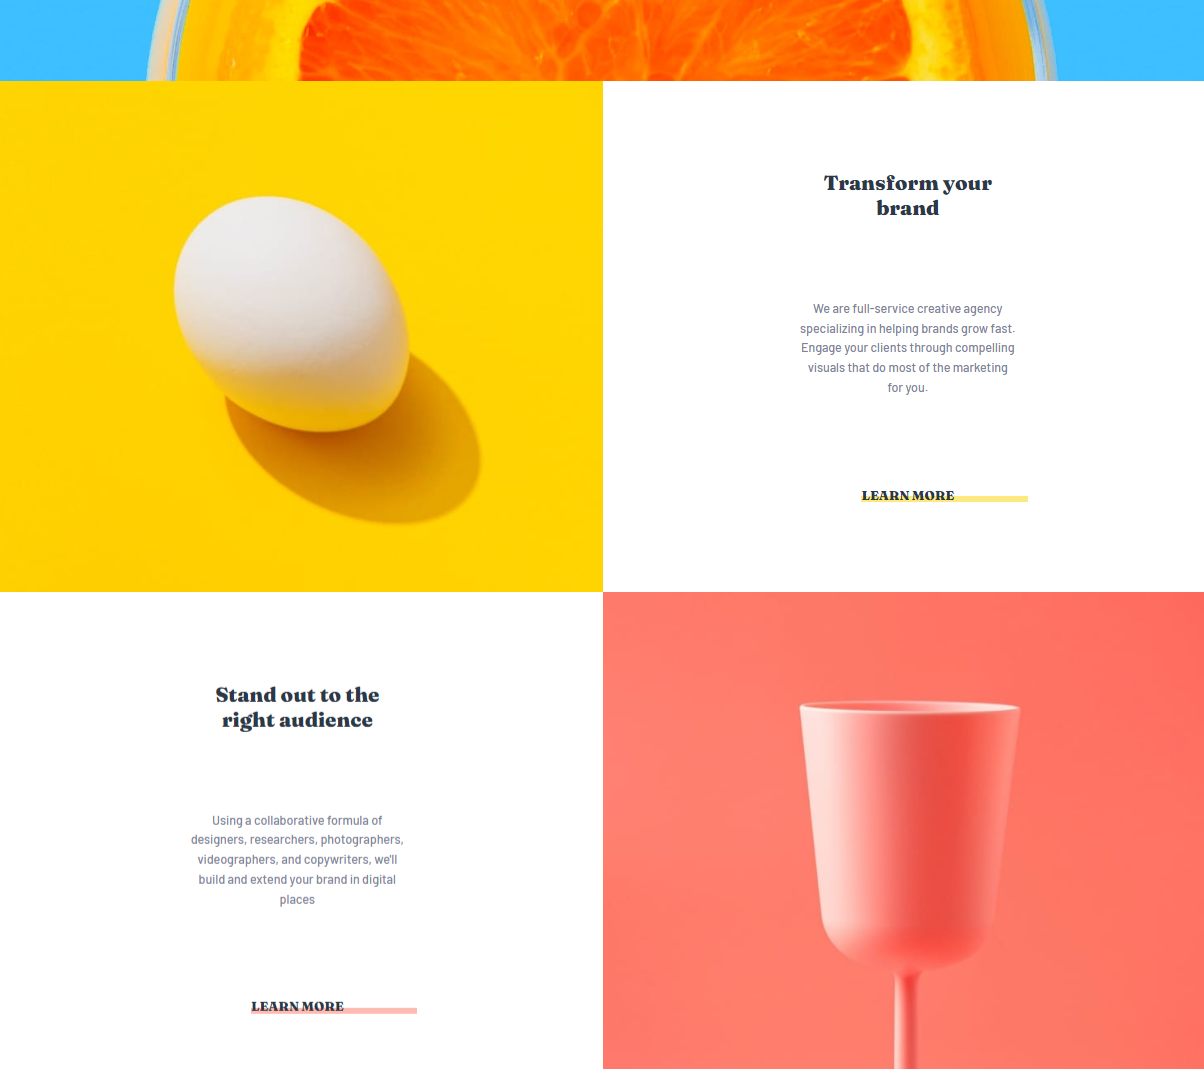 Transform your
brand
We are full-service creative agency
specializing in helping brands grow fast.
Engage your clients through compelling
visuals that do most of the marketing
for you.
LEARN MORE
Stand out to the
right audience
Using a collaborative formula of
designers, researchers, photographers,
videographers, and copywriters, we'll
build and extend your brand in digital
places
LEARN MORE